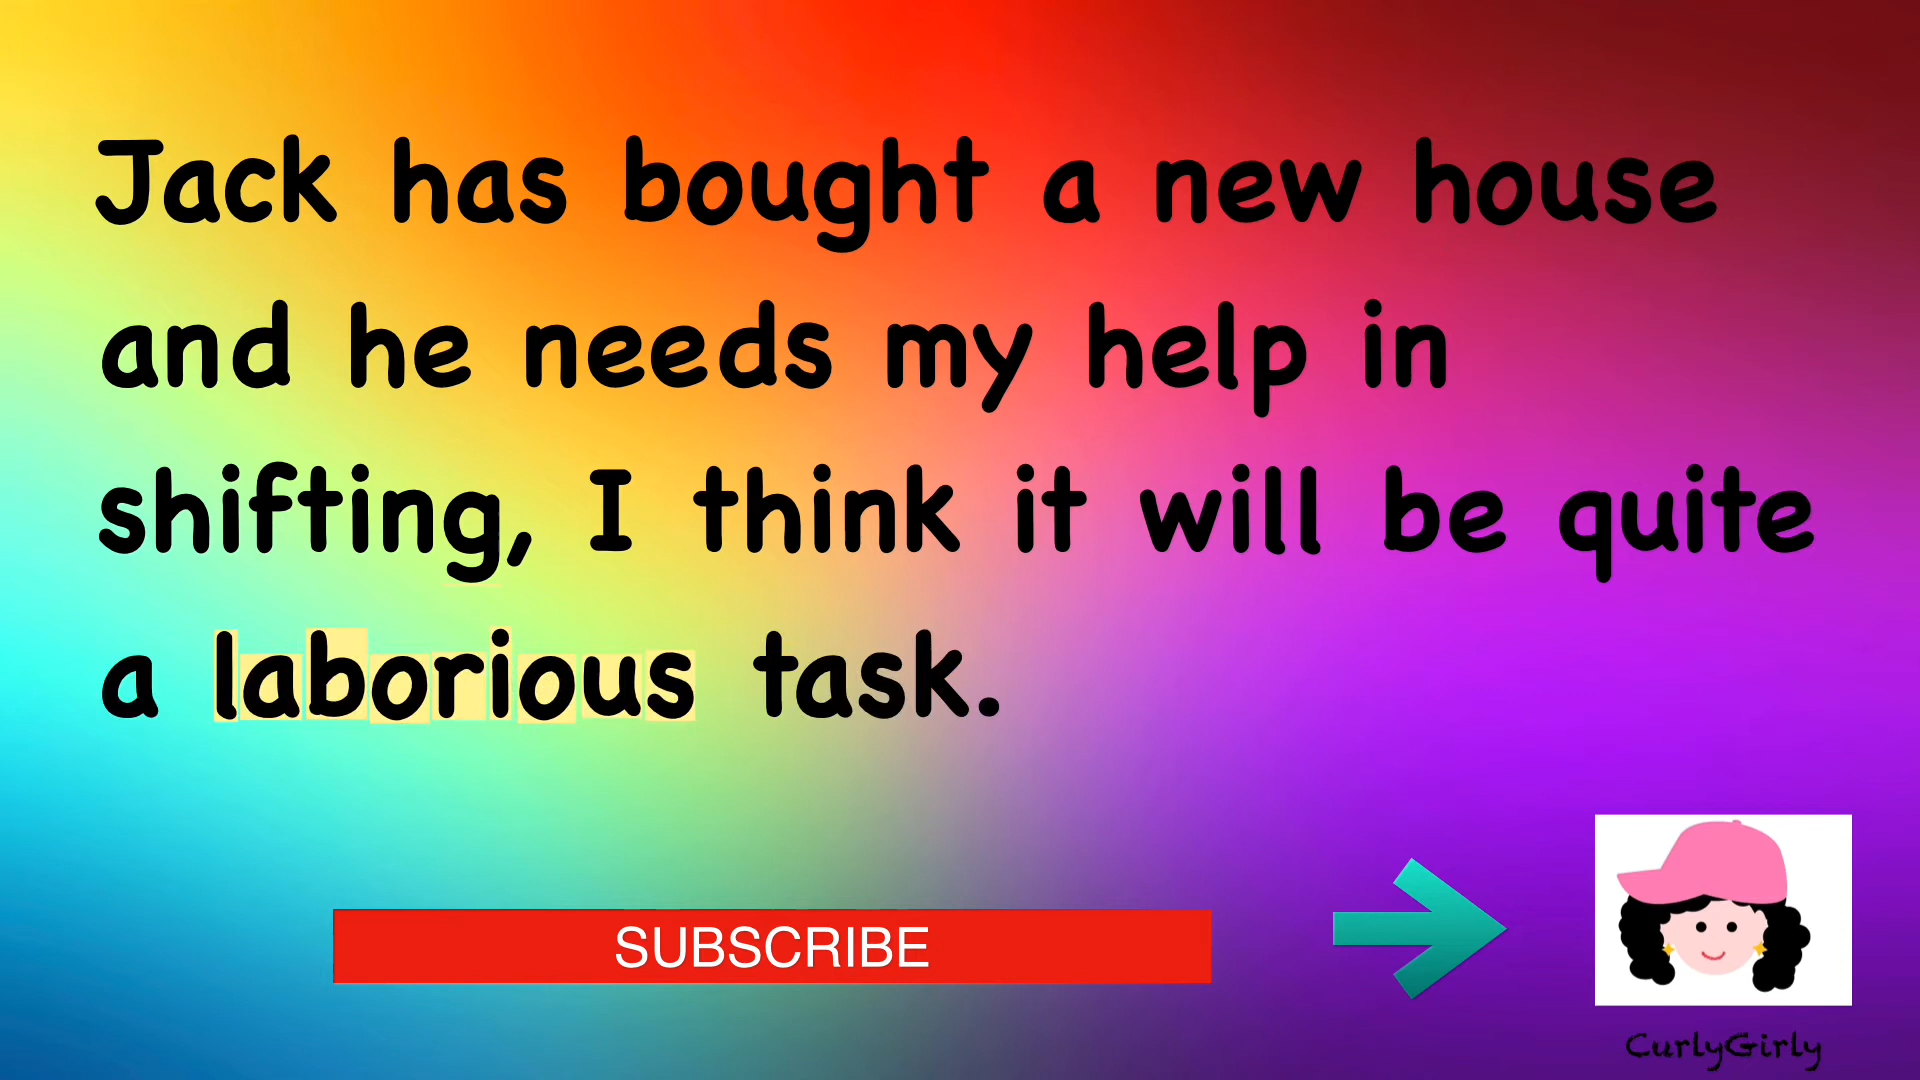 Jack has bought a new house
and he needs my help in
shifting, I think it will be quite
a laborious task.
SUBSCRIBE
CurlyGirly